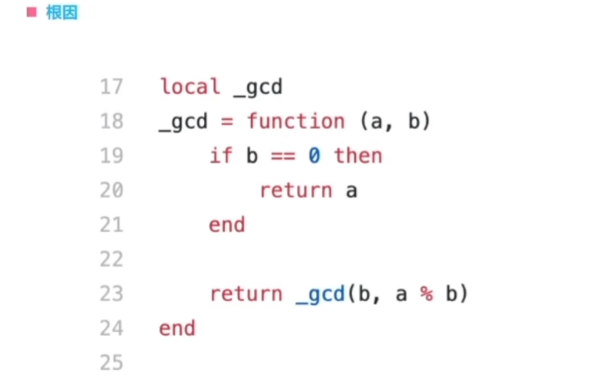 根因
17 local _gcd
18 _gcd = function (a, b)
19 if b == 0 then
20 return a
21 end
22
23 return _gcd(b, a % b)
24 end
25